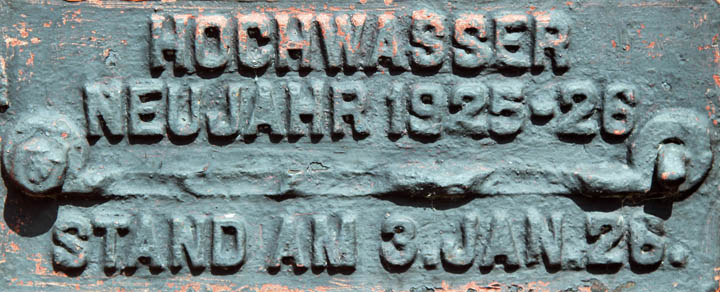 HOCHWASSER
NEUJAHR 1925-26
STAND AM 3.JAN.26.